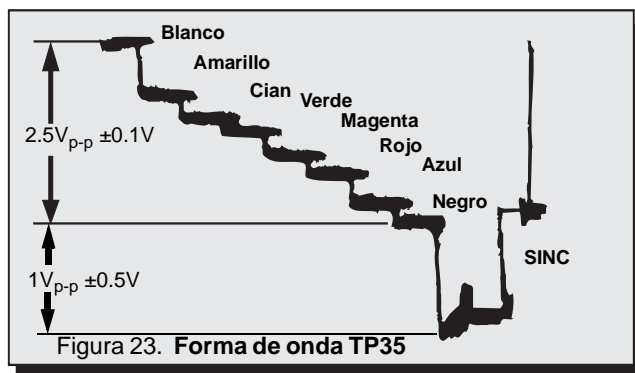 Blanco
Amarillo
Cian
Verde
Magenta
Rojo
Azul
Negro
2.5Vp-p ±0.1V
SINC
1Vp-p ±0.5V
Figura 23. Forma de onda TP35